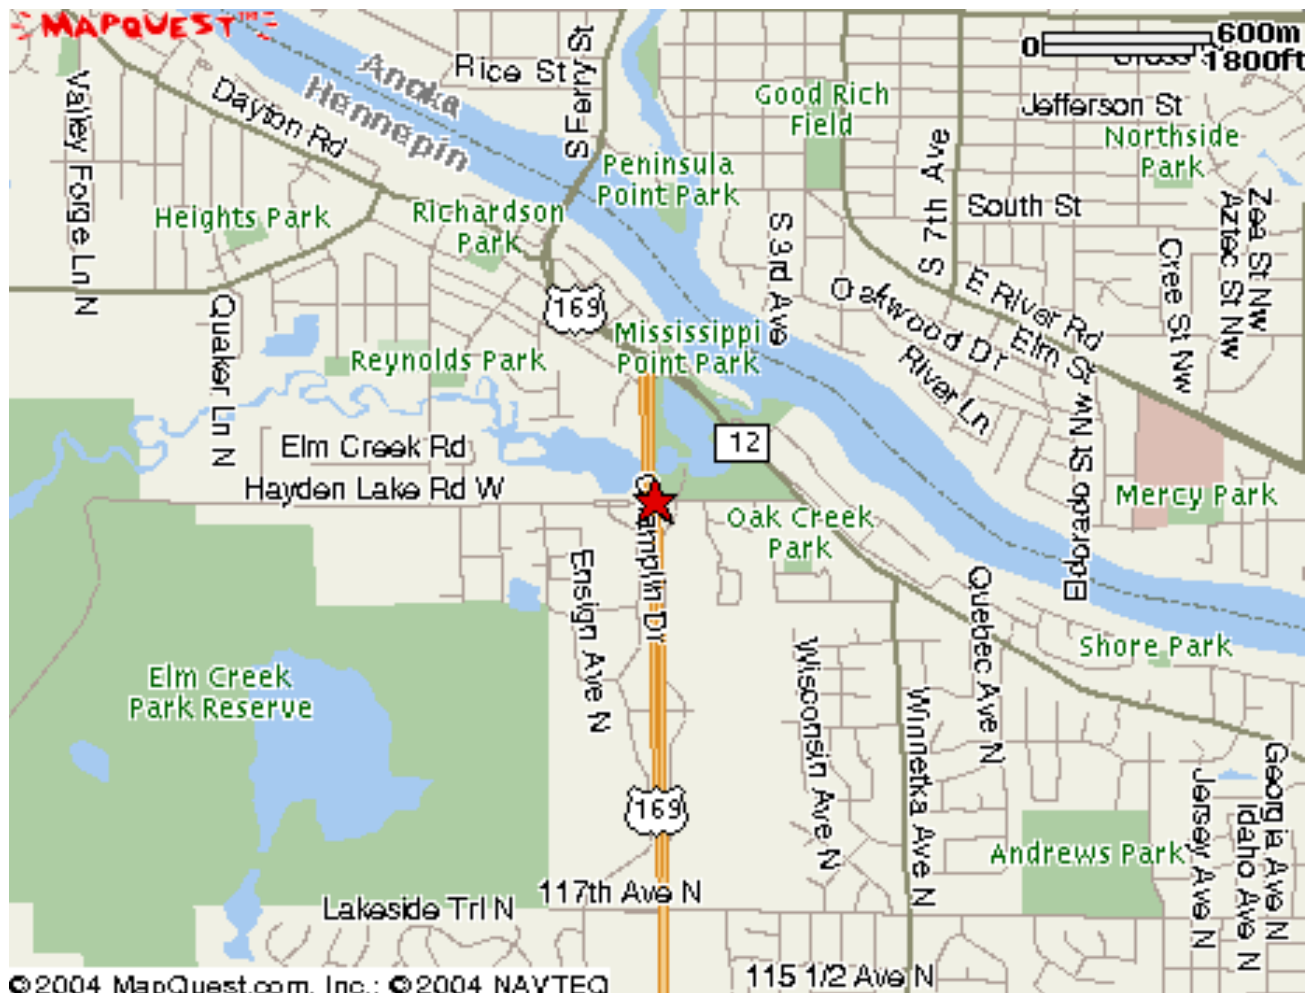 MAPQUEST™
0
600m
1800ft
Rice St
S Ferry St
Anoka
Hennepin
Good Rich
Field
Jefferson St
Northside
Park
Valley Forge Ln N
Dayton Rd
Peninsula
Point Park
S 7th Ave
South St
Zea St NW
Aztec St NW
Heights Park
Richardson
Park
S 3rd Ave
Cree St NW
Quaker Ln N
169
Oakwood Dr
E River Rd
Mississippi
Point Park
Elm St
River Ln
Reynolds Park
12
Elm Creek Rd
Hayden Lake Rd W
Eldorado St NW
Mercy Park
Champlin Dr
Oak Creek
Park
Ensign Ave N
Quebec Ave N
Shore Park
Elm Creek
Park Reserve
Wisconsin Ave N
Winnetka Ave N
169
Jersey Ave N
Idaho Ave N
Georgia Ave N
Andrews Park
117th Ave N
Lakeside Trl N
115 1/2 Ave N
©2004 MapQuest.com, Inc.; ©2004 NAVTEQ